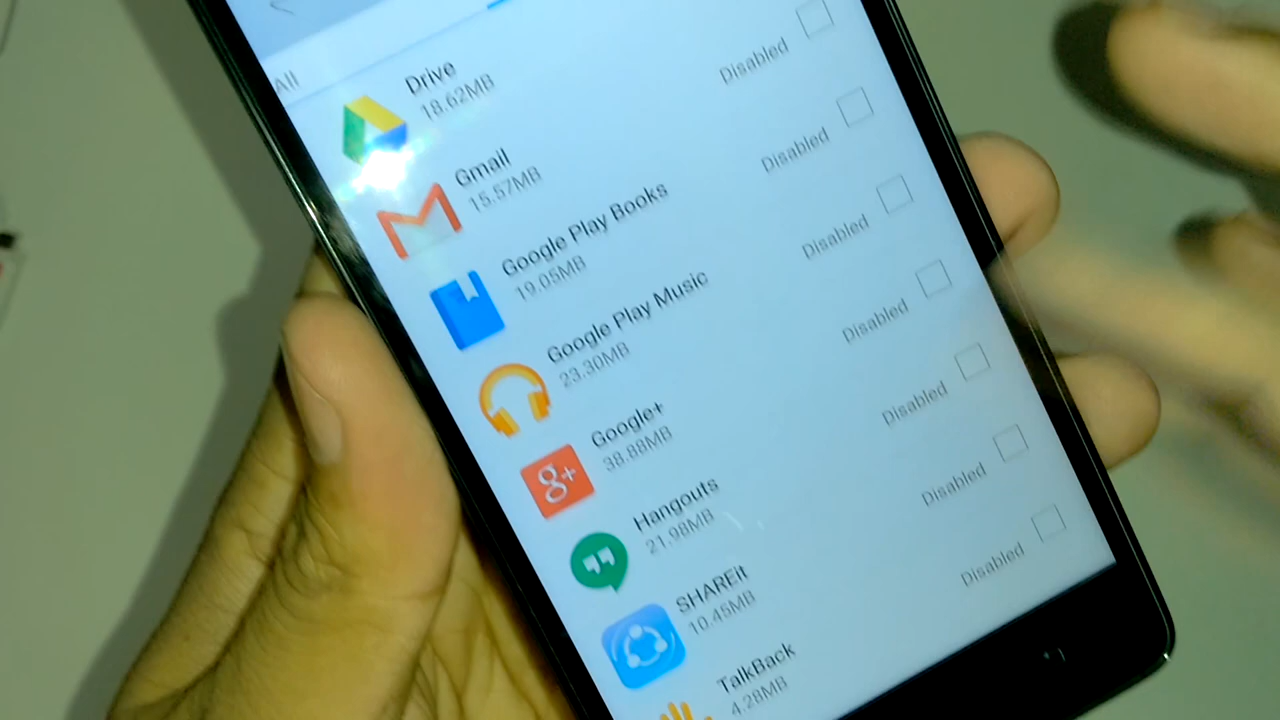 All
Drive
18.62MB
Disabled
Gmail
15.57MB
Disabled
Google Play Books
19.05MB
Disabled
Google Play Music
23.30MB
Disabled
Google+
38.88MB
Disabled
g+
Hangouts
21.98MB
Disabled
SHAREit
10.45MB
Disabled
TalkBack
4.28MB